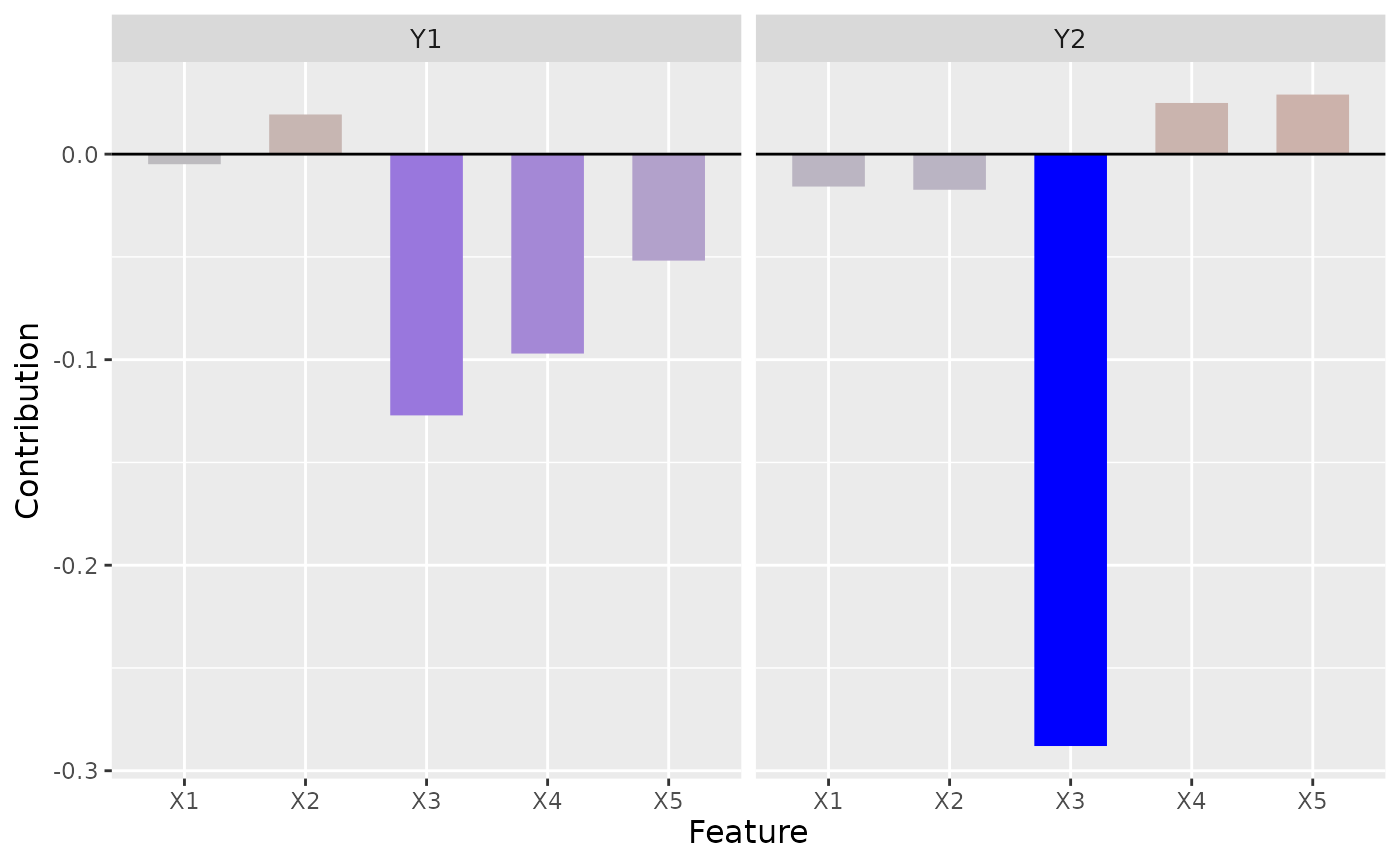 Y1 Y2
0.0
-0.1
-0.2
-0.3
Contribution
X1 X2 X3 X4 X5 X1 X2 X3 X4 X5
Feature